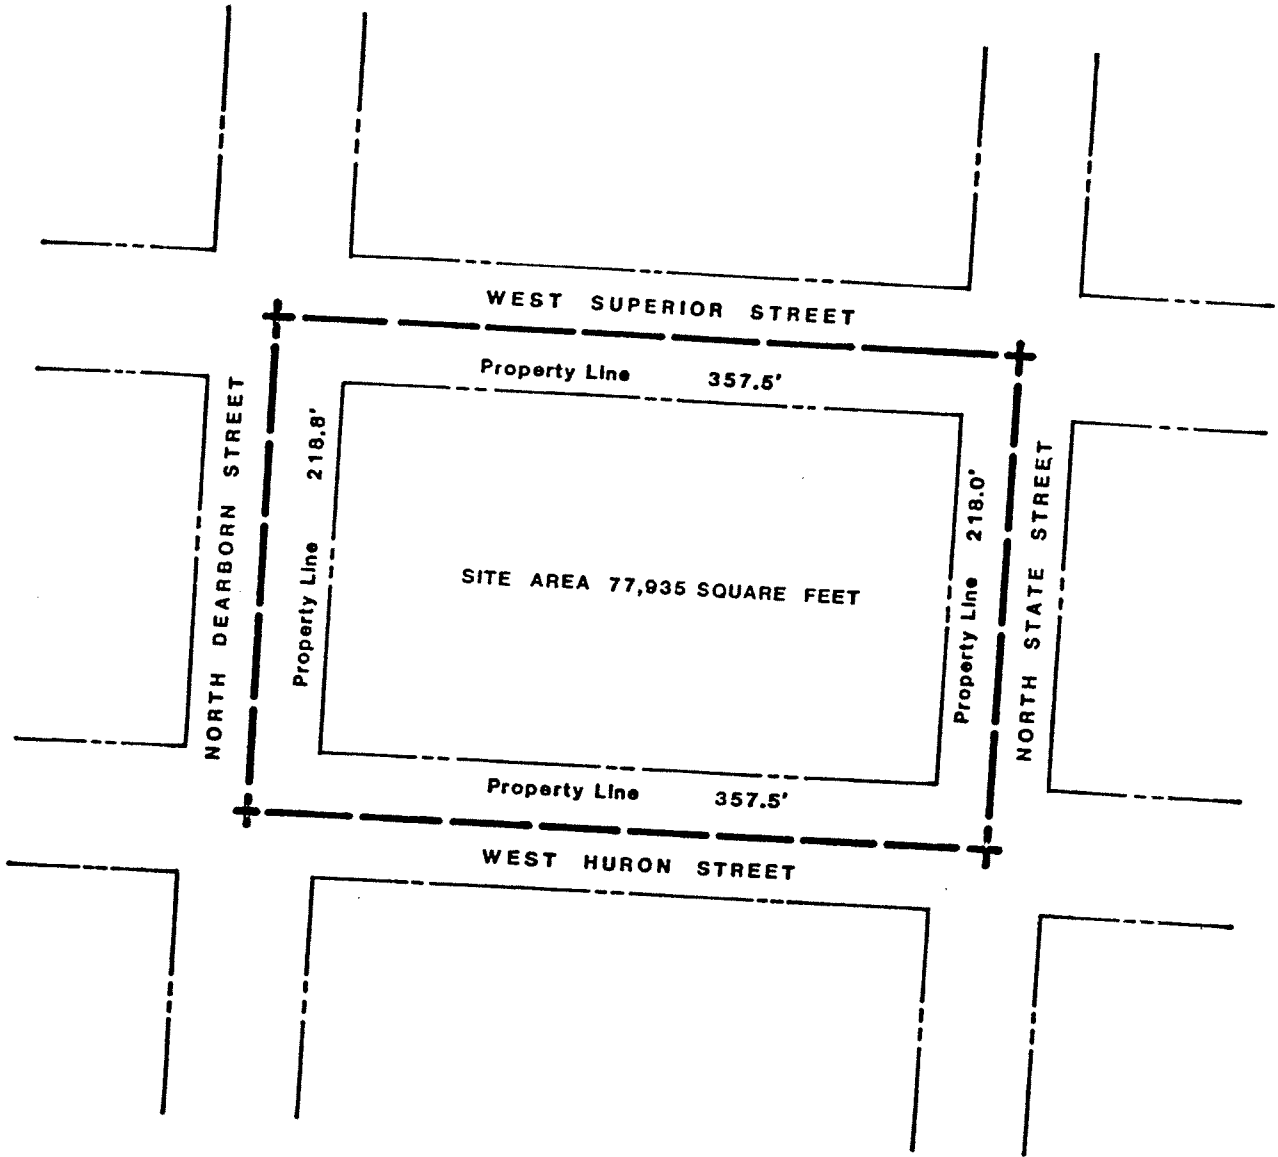 WEST SUPERIOR STREET
Property Line 357.5'
NORTH DEARBORN STREET
Property Line 218.8'
SITE AREA 77,935 SQUARE FEET
Property Line 218.0'
NORTH STATE STREET
Property Line 357.5'
WEST HURON STREET